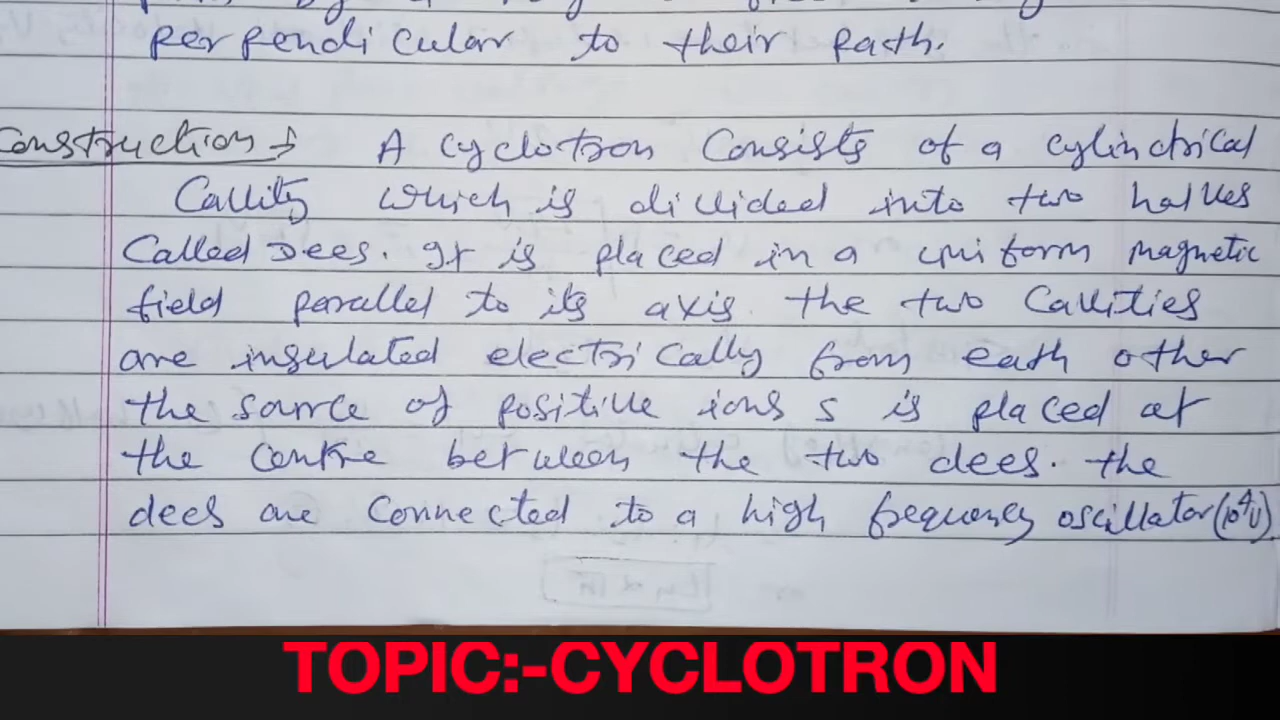 perpendicular to their path.
Construction → A cyclotron consists of a cylindrical
Cavity which is divided into two halves
Called Dees. It is placed in a uniform magnetic
field parallel to its axis. the two Cavities
are insulated electrically from each other
the source of positive ions s is placed at
the centre between the two dees. the
dees are connected to a high frequency oscillator (10⁴V).
TOPIC:-CYCLOTRON